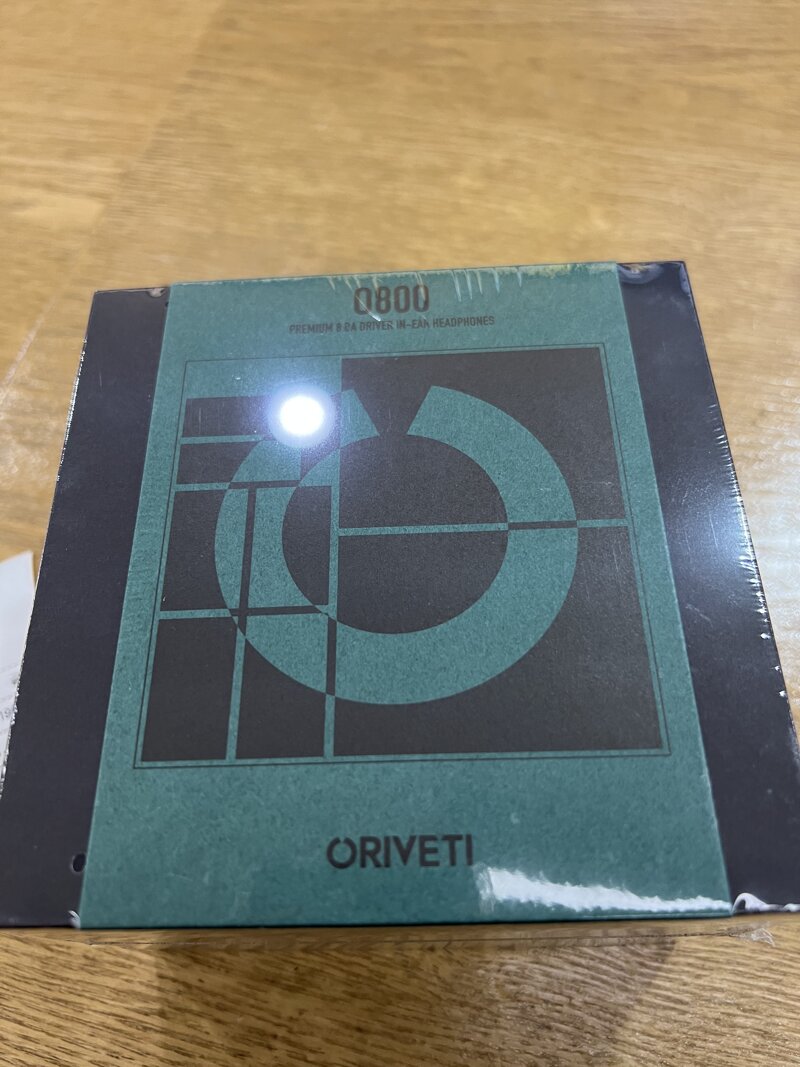 O800
PREMIUM 8 BA DRIVER IN-EAR HEADPHONES
ORIVETI